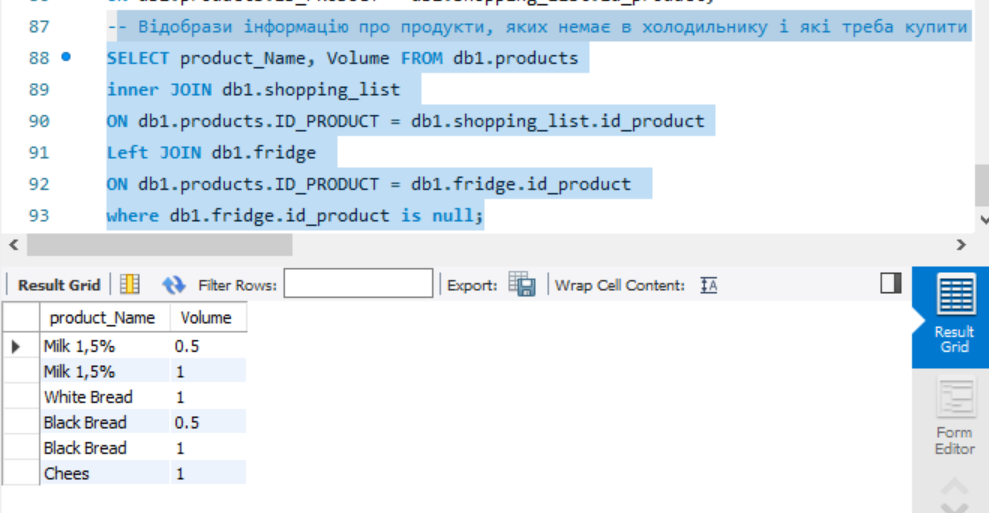 87 -- Відобрази інформацію про продукти, яких немає в холодильнику і які треба купити
88 SELECT product_Name, Volume FROM db1.products
89 inner JOIN db1.shopping_list
90 ON db1.products.ID_PRODUCT = db1.shopping_list.id_product
91 Left JOIN db1.fridge
92 ON db1.products.ID_PRODUCT = db1.fridge.id_product
93 where db1.fridge.id_product is null;
Result Grid Filter Rows: Export: Wrap Cell Content: IA
product_Name Volume
Milk 1,5% 0.5
Milk 1,5% 1
White Bread 1
Black Bread 0.5
Black Bread 1
Chees 1
Result
Grid
Form
Editor